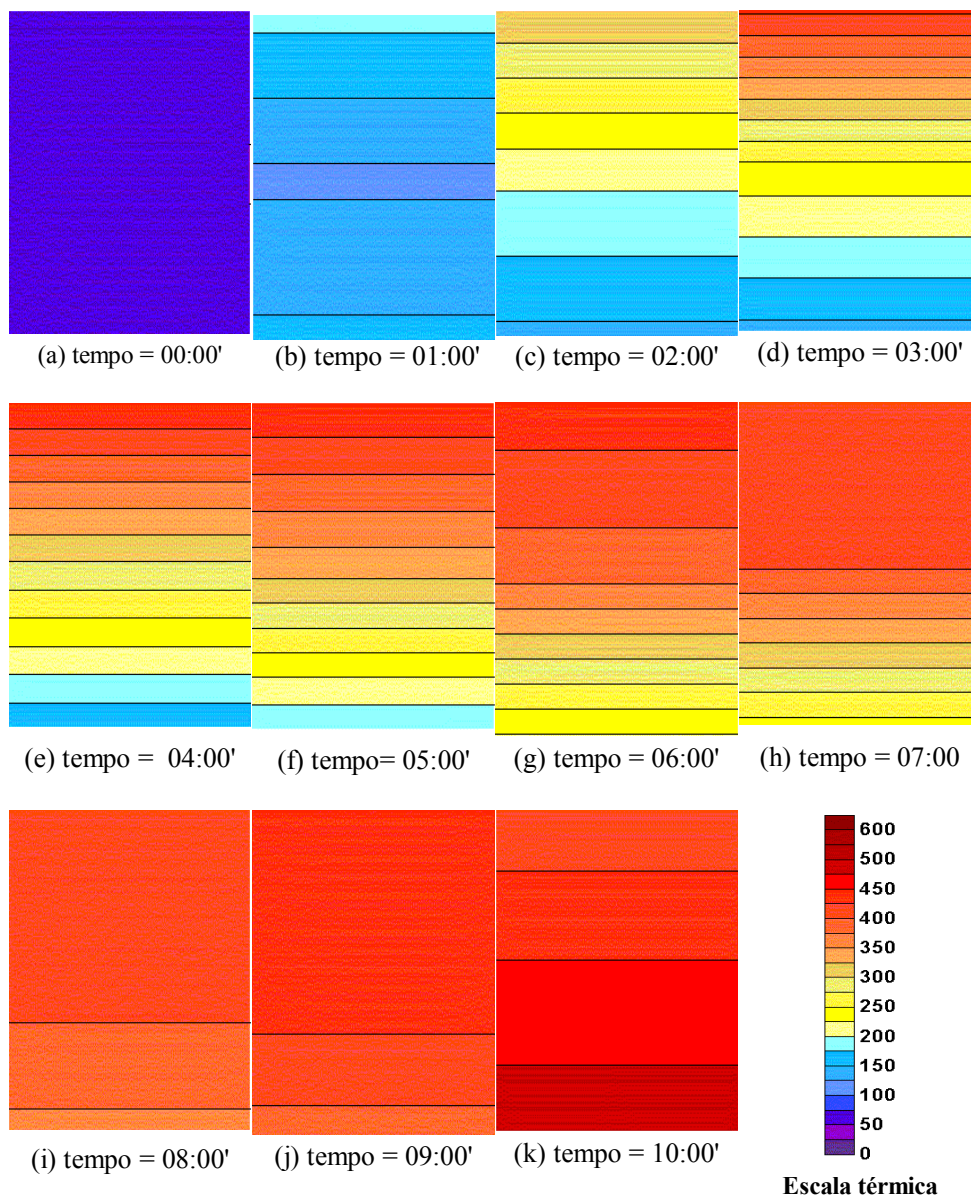 (a) tempo = 00:00'
(b) tempo = 01:00'
(c) tempo = 02:00'
(d) tempo = 03:00'
(e) tempo = 04:00'
(f) tempo= 05:00'
(g) tempo = 06:00'
(h) tempo = 07:00
(i) tempo = 08:00'
(j) tempo = 09:00'
(k) tempo = 10:00'
600
500
450
400
350
300
250
200
150
100
50
0
Escala térmica